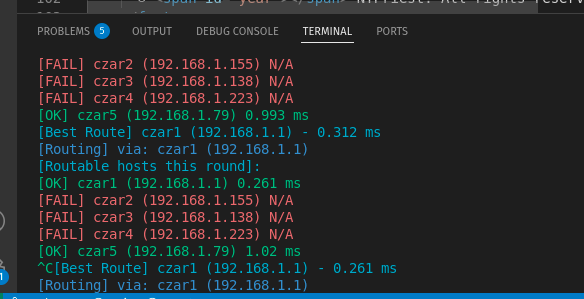 PROBLEMS 5 OUTPUT DEBUG CONSOLE TERMINAL PORTS
[FAIL] czar2 (192.168.1.155) N/A
[FAIL] czar3 (192.168.1.138) N/A
[FAIL] czar4 (192.168.1.223) N/A
[OK] czar5 (192.168.1.79) 0.993 ms
[Best Route] czar1 (192.168.1.1) - 0.312 ms
[Routing] via: czar1 (192.168.1.1)
[Routable hosts this round]:
[OK] czar1 (192.168.1.1) 0.261 ms
[FAIL] czar2 (192.168.1.155) N/A
[FAIL] czar3 (192.168.1.138) N/A
[FAIL] czar4 (192.168.1.223) N/A
[OK] czar5 (192.168.1.79) 1.02 ms
^C[Best Route] czar1 (192.168.1.1) - 0.261 ms
1
[Routing] via: czar1 (192.168.1.1)